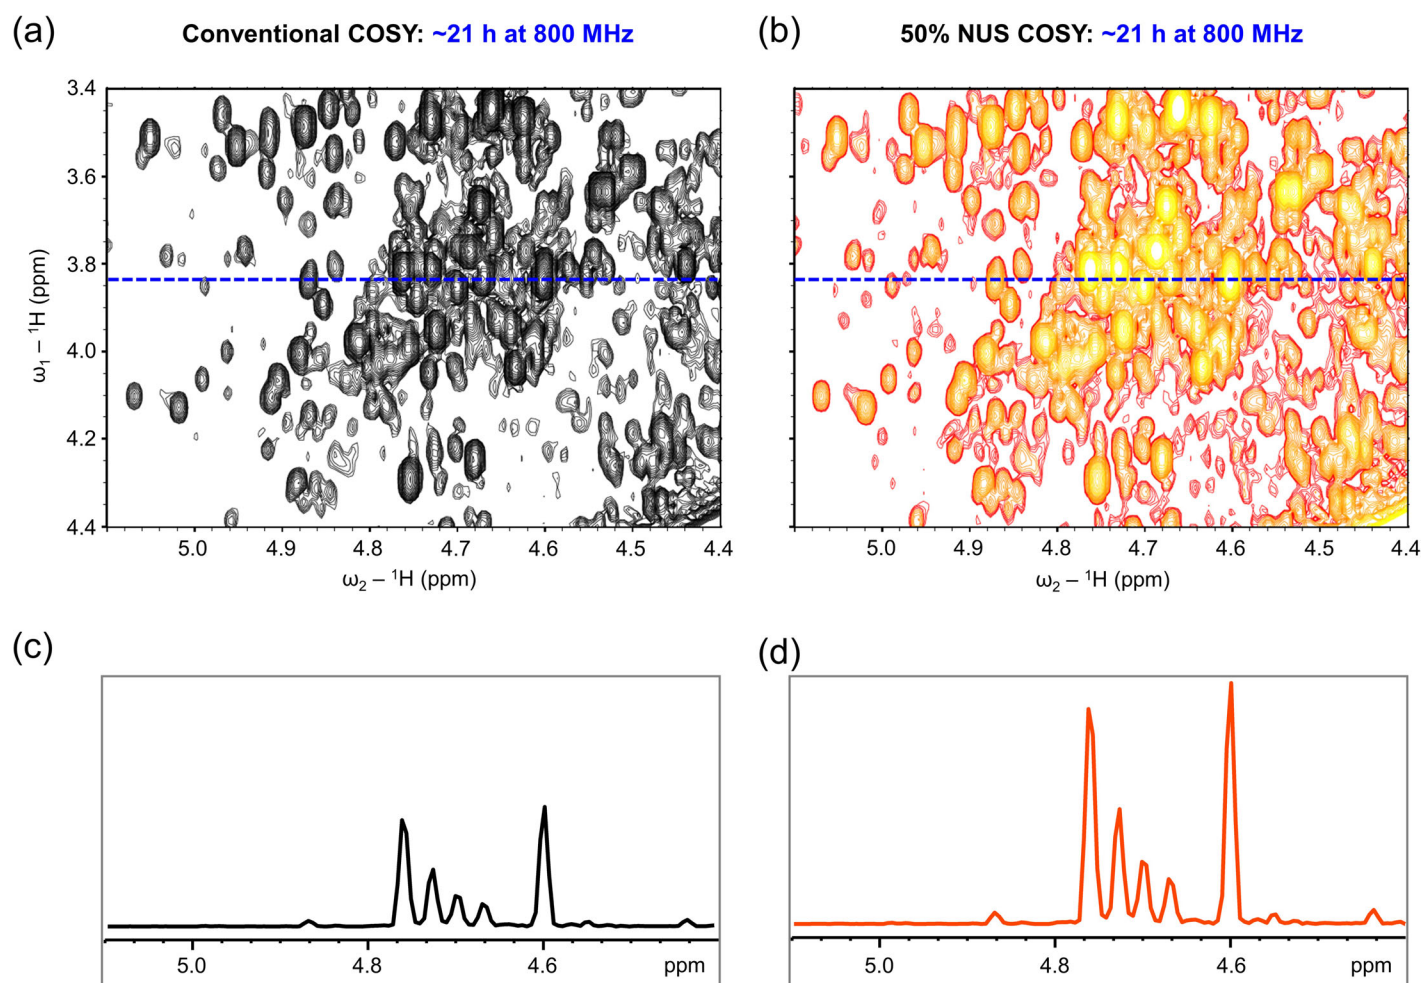 (a) Conventional COSY: ~21 h at 800 MHz
(b) 50% NUS COSY: ~21 h at 800 MHz
3.4
3.6
3.8
4.0
4.2
4.4
ω1 – 1H (ppm)
5.0 4.9 4.8 4.7 4.6 4.5 4.4
ω2 – 1H (ppm)
5.0 4.9 4.8 4.7 4.6 4.5 4.4
ω2 – 1H (ppm)
(c)
5.0 4.8 4.6 ppm
(d)
5.0 4.8 4.6 ppm